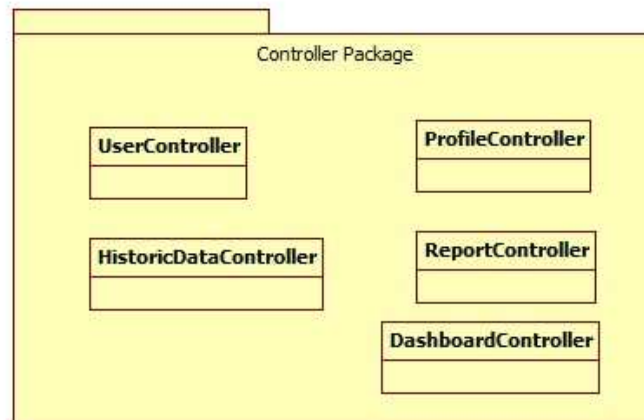 Controller Package
UserController
ProfileController
HistoricDataController
ReportController
DashboardController